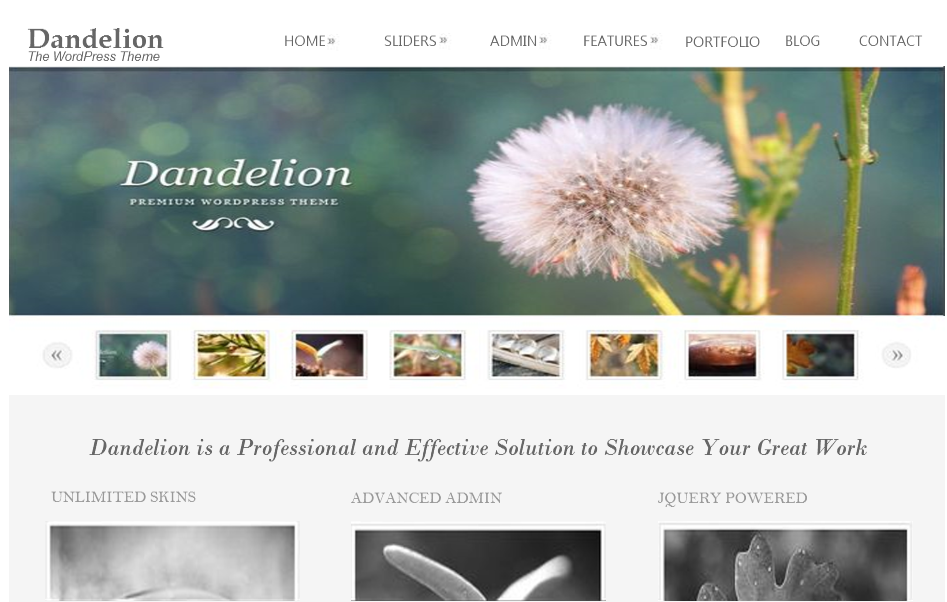 Dandelion
The WordPress Theme
HOME» SLIDERS» ADMIN» FEATURES» PORTFOLIO BLOG CONTACT
Dandelion
PREMIUM WORDPRESS THEME
« »
Dandelion is a Professional and Effective Solution to Showcase Your Great Work
UNLIMITED SKINS ADVANCED ADMIN JQUERY POWERED